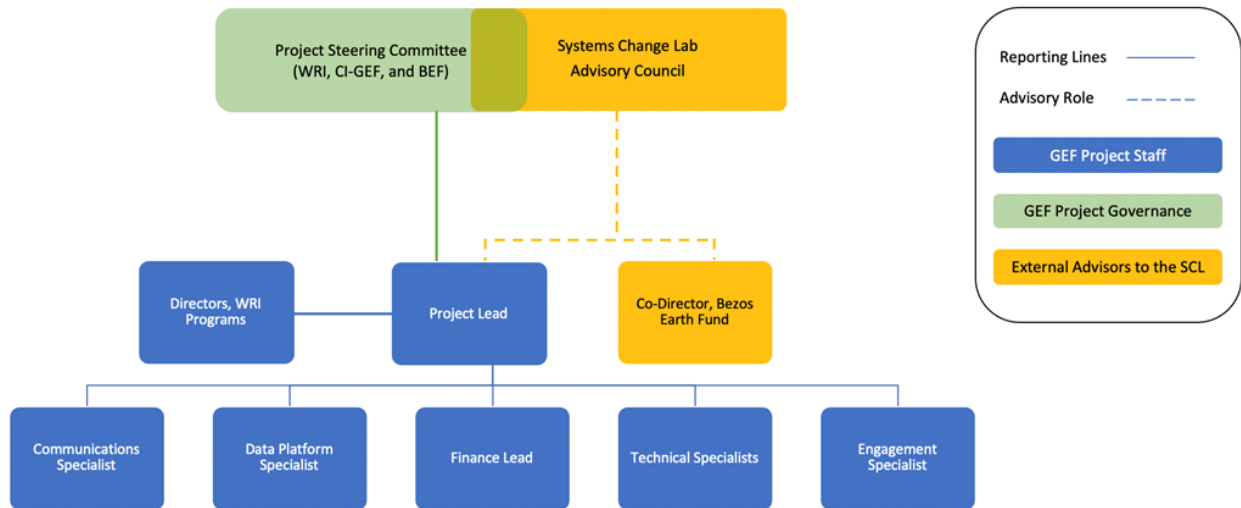 Project Steering Committee
(WRI, CI-GEF, and BEF)
Systems Change Lab
Advisory Council
Reporting Lines
Advisory Role
GEF Project Staff
GEF Project Governance
External Advisors to the SCL
Directors, WRI
Programs
Project Lead
Co-Director, Bezos
Earth Fund
Communications
Specialist
Data Platform
Specialist
Finance Lead
Technical Specialists
Engagement
Specialist